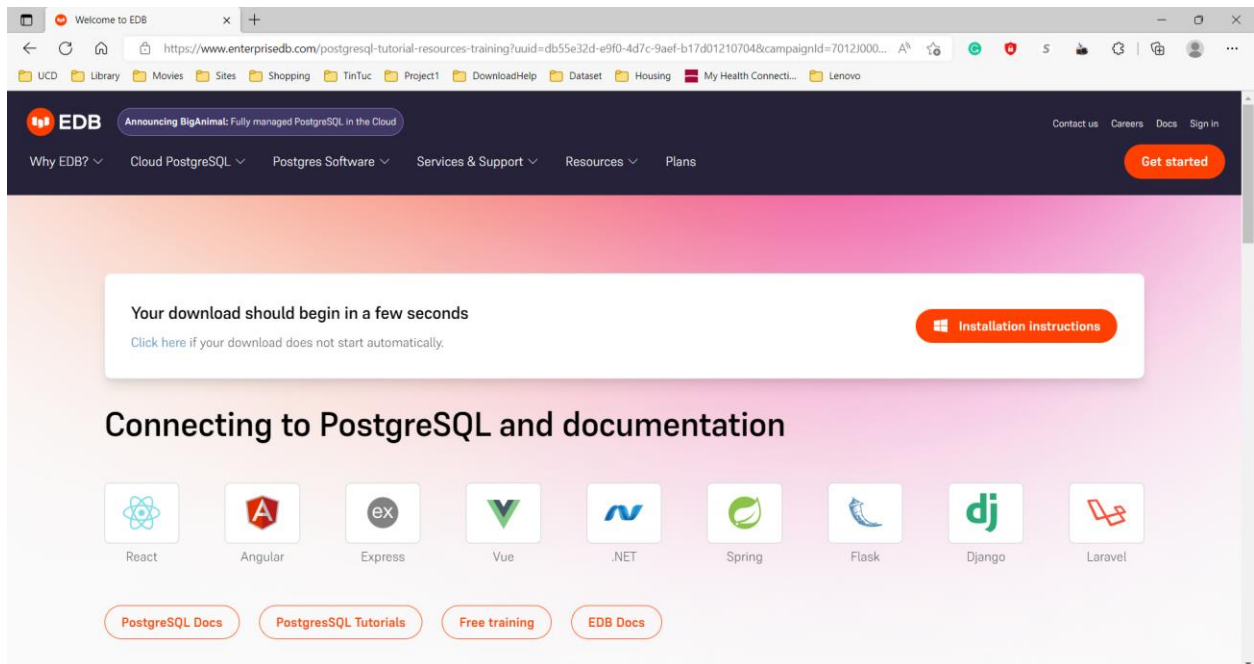 Welcome to EDB
https://www.enterprisedb.com/postgresql-tutorial-resources-training?uuid=db55e32d-e9f0-4d7c-9aef-b17d01210704&campaignId=7012J000...
UCD Library Movies Sites Shopping TinTuc Project1 DownloadHelp Dataset Housing My Health Connecti... Lenovo
EDB Announcing BigAnimal: Fully managed PostgreSQL in the Cloud Contact us Careers Docs Sign in
Why EDB? Cloud PostgreSQL Postgres Software Services & Support Resources Plans Get started
Your download should begin in a few seconds
Installation instructions
Click here if your download does not start automatically.
Connecting to PostgreSQL and documentation
ex dj
React Angular Express Vue .NET Spring Flask Django Laravel
PostgreSQL Docs PostgresSQL Tutorials Free training EDB Docs